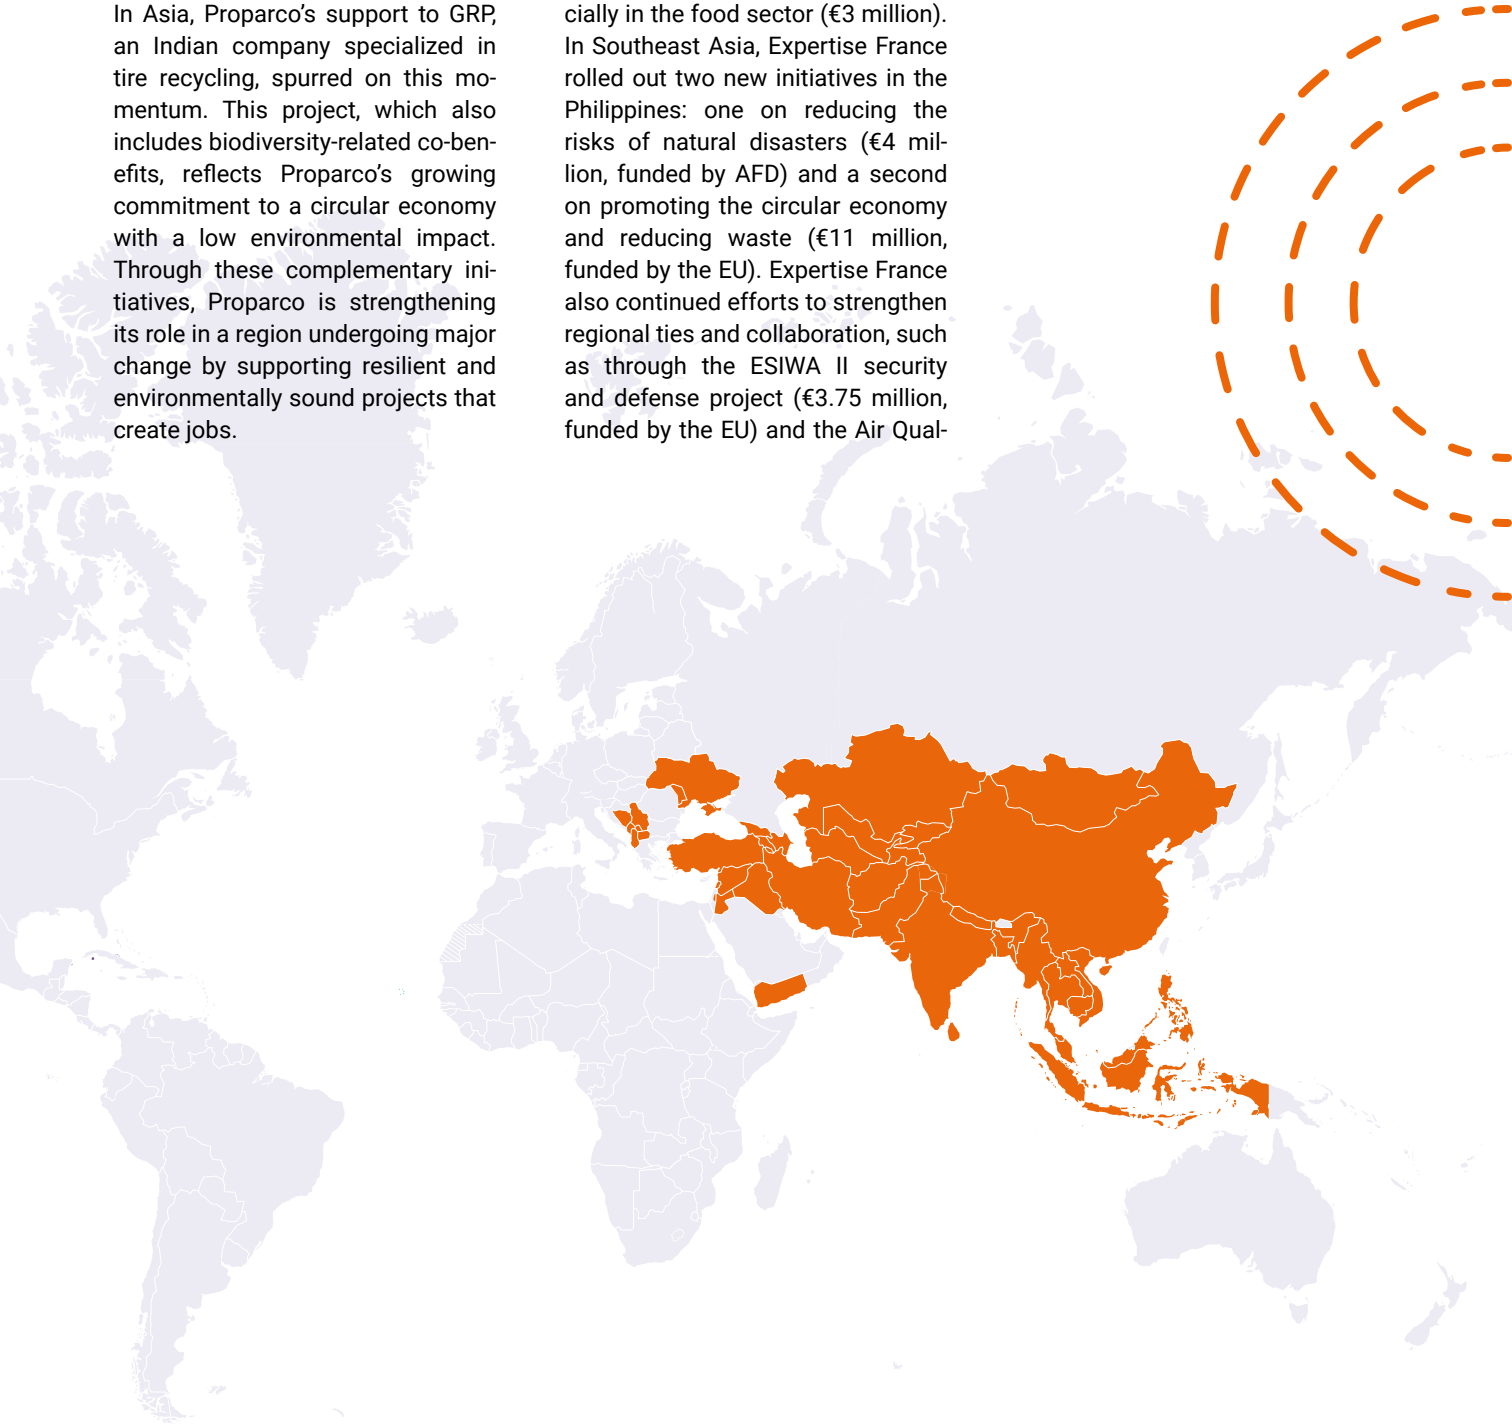 In Asia, Proparco’s support to GRP,
an Indian company specialized in
tire recycling, spurred on this mo-
mentum. This project, which also
includes biodiversity-related co-ben-
efits, reflects Proparco’s growing
commitment to a circular economy
with a low environmental impact.
Through these complementary ini-
tiatives, Proparco is strengthening
its role in a region undergoing major
change by supporting resilient and
environmentally sound projects that
create jobs.
cially in the food sector (€3 million).
In Southeast Asia, Expertise France
rolled out two new initiatives in the
Philippines: one on reducing the
risks of natural disasters (€4 mil-
lion, funded by AFD) and a second
on promoting the circular economy
and reducing waste (€11 million,
funded by the EU). Expertise France
also continued efforts to strengthen
regional ties and collaboration, such
as through the ESIWA II security
and defense project (€3.75 million,
funded by the EU) and the Air Qual-